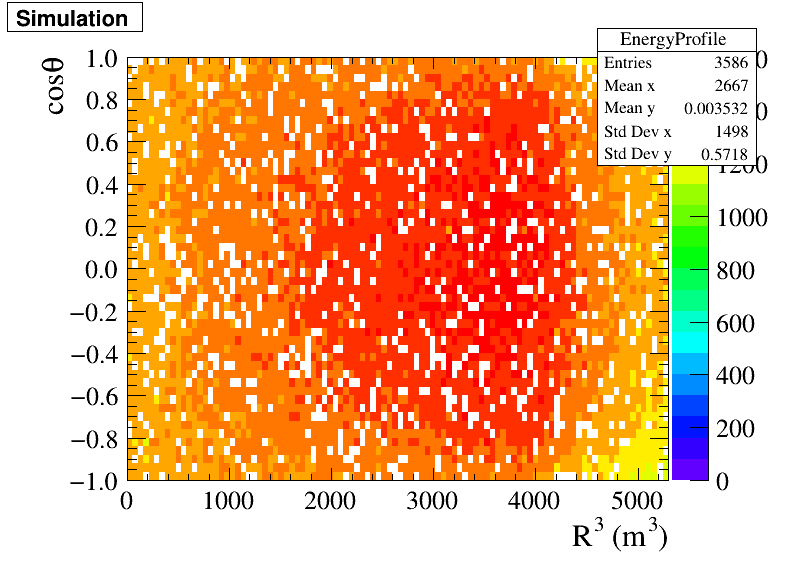 Simulation
EnergyProfile
Entries 3586
Mean x 2667
Mean y 0.003532
Std Dev x 1498
Std Dev y 0.5718
cosθ
1.0
0.8
0.6
0.4
0.2
0.0
−0.2
−0.4
−0.6
−0.8
−1.0
0 1000 2000 3000 4000 5000
R³ (m³)
0
0
1200
1000
800
600
400
200
0